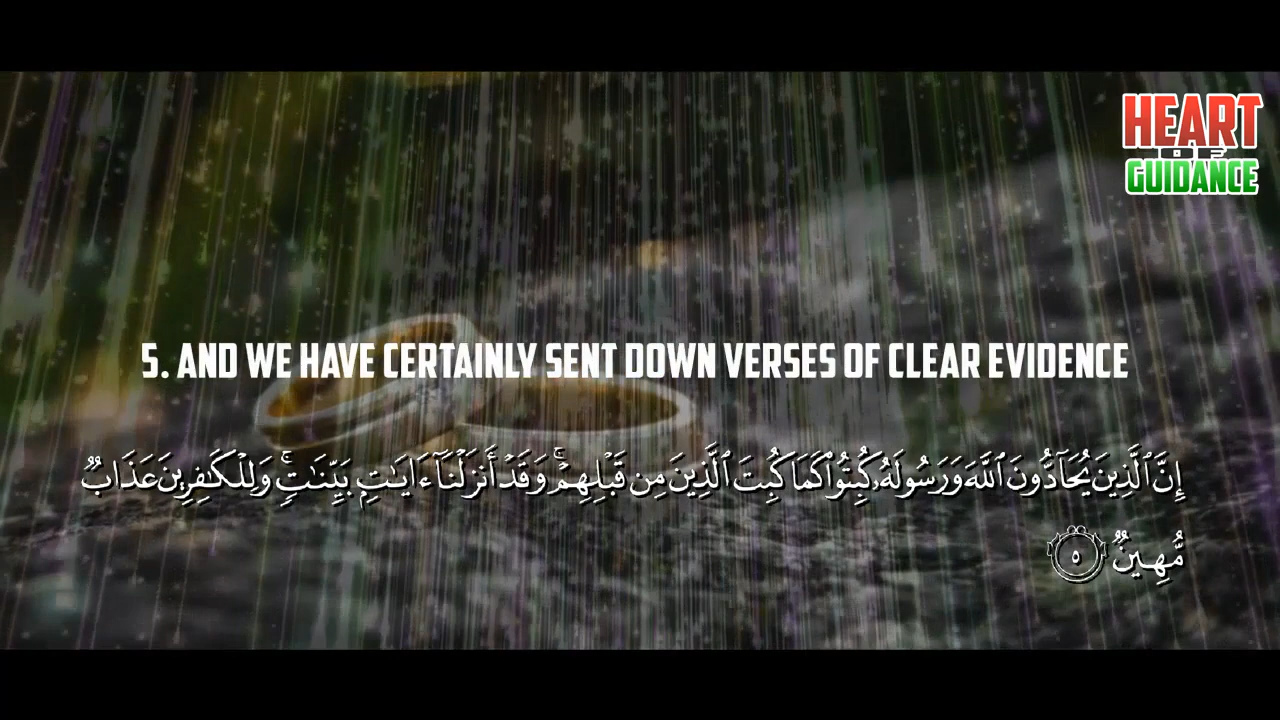 HEART
OF
GUIDANCE
5. AND WE HAVE CERTAINLY SENT DOWN VERSES OF CLEAR EVIDENCE
إِنَّ ٱلَّذِينَ يُحَآدُّونَ ٱللَّهَ وَرَسُولَهُۥ كُبِتُوا۟ كَمَا كُبِتَ ٱلَّذِينَ مِن قَبْلِهِمْ ۚ وَقَدْ أَنزَلْنَآ ءَايَٰتٍۭ بَيِّنَٰتٍ ۚ وَلِلْكَٰفِرِينَ عَذَابٌ
مُّهِينٌ ٥